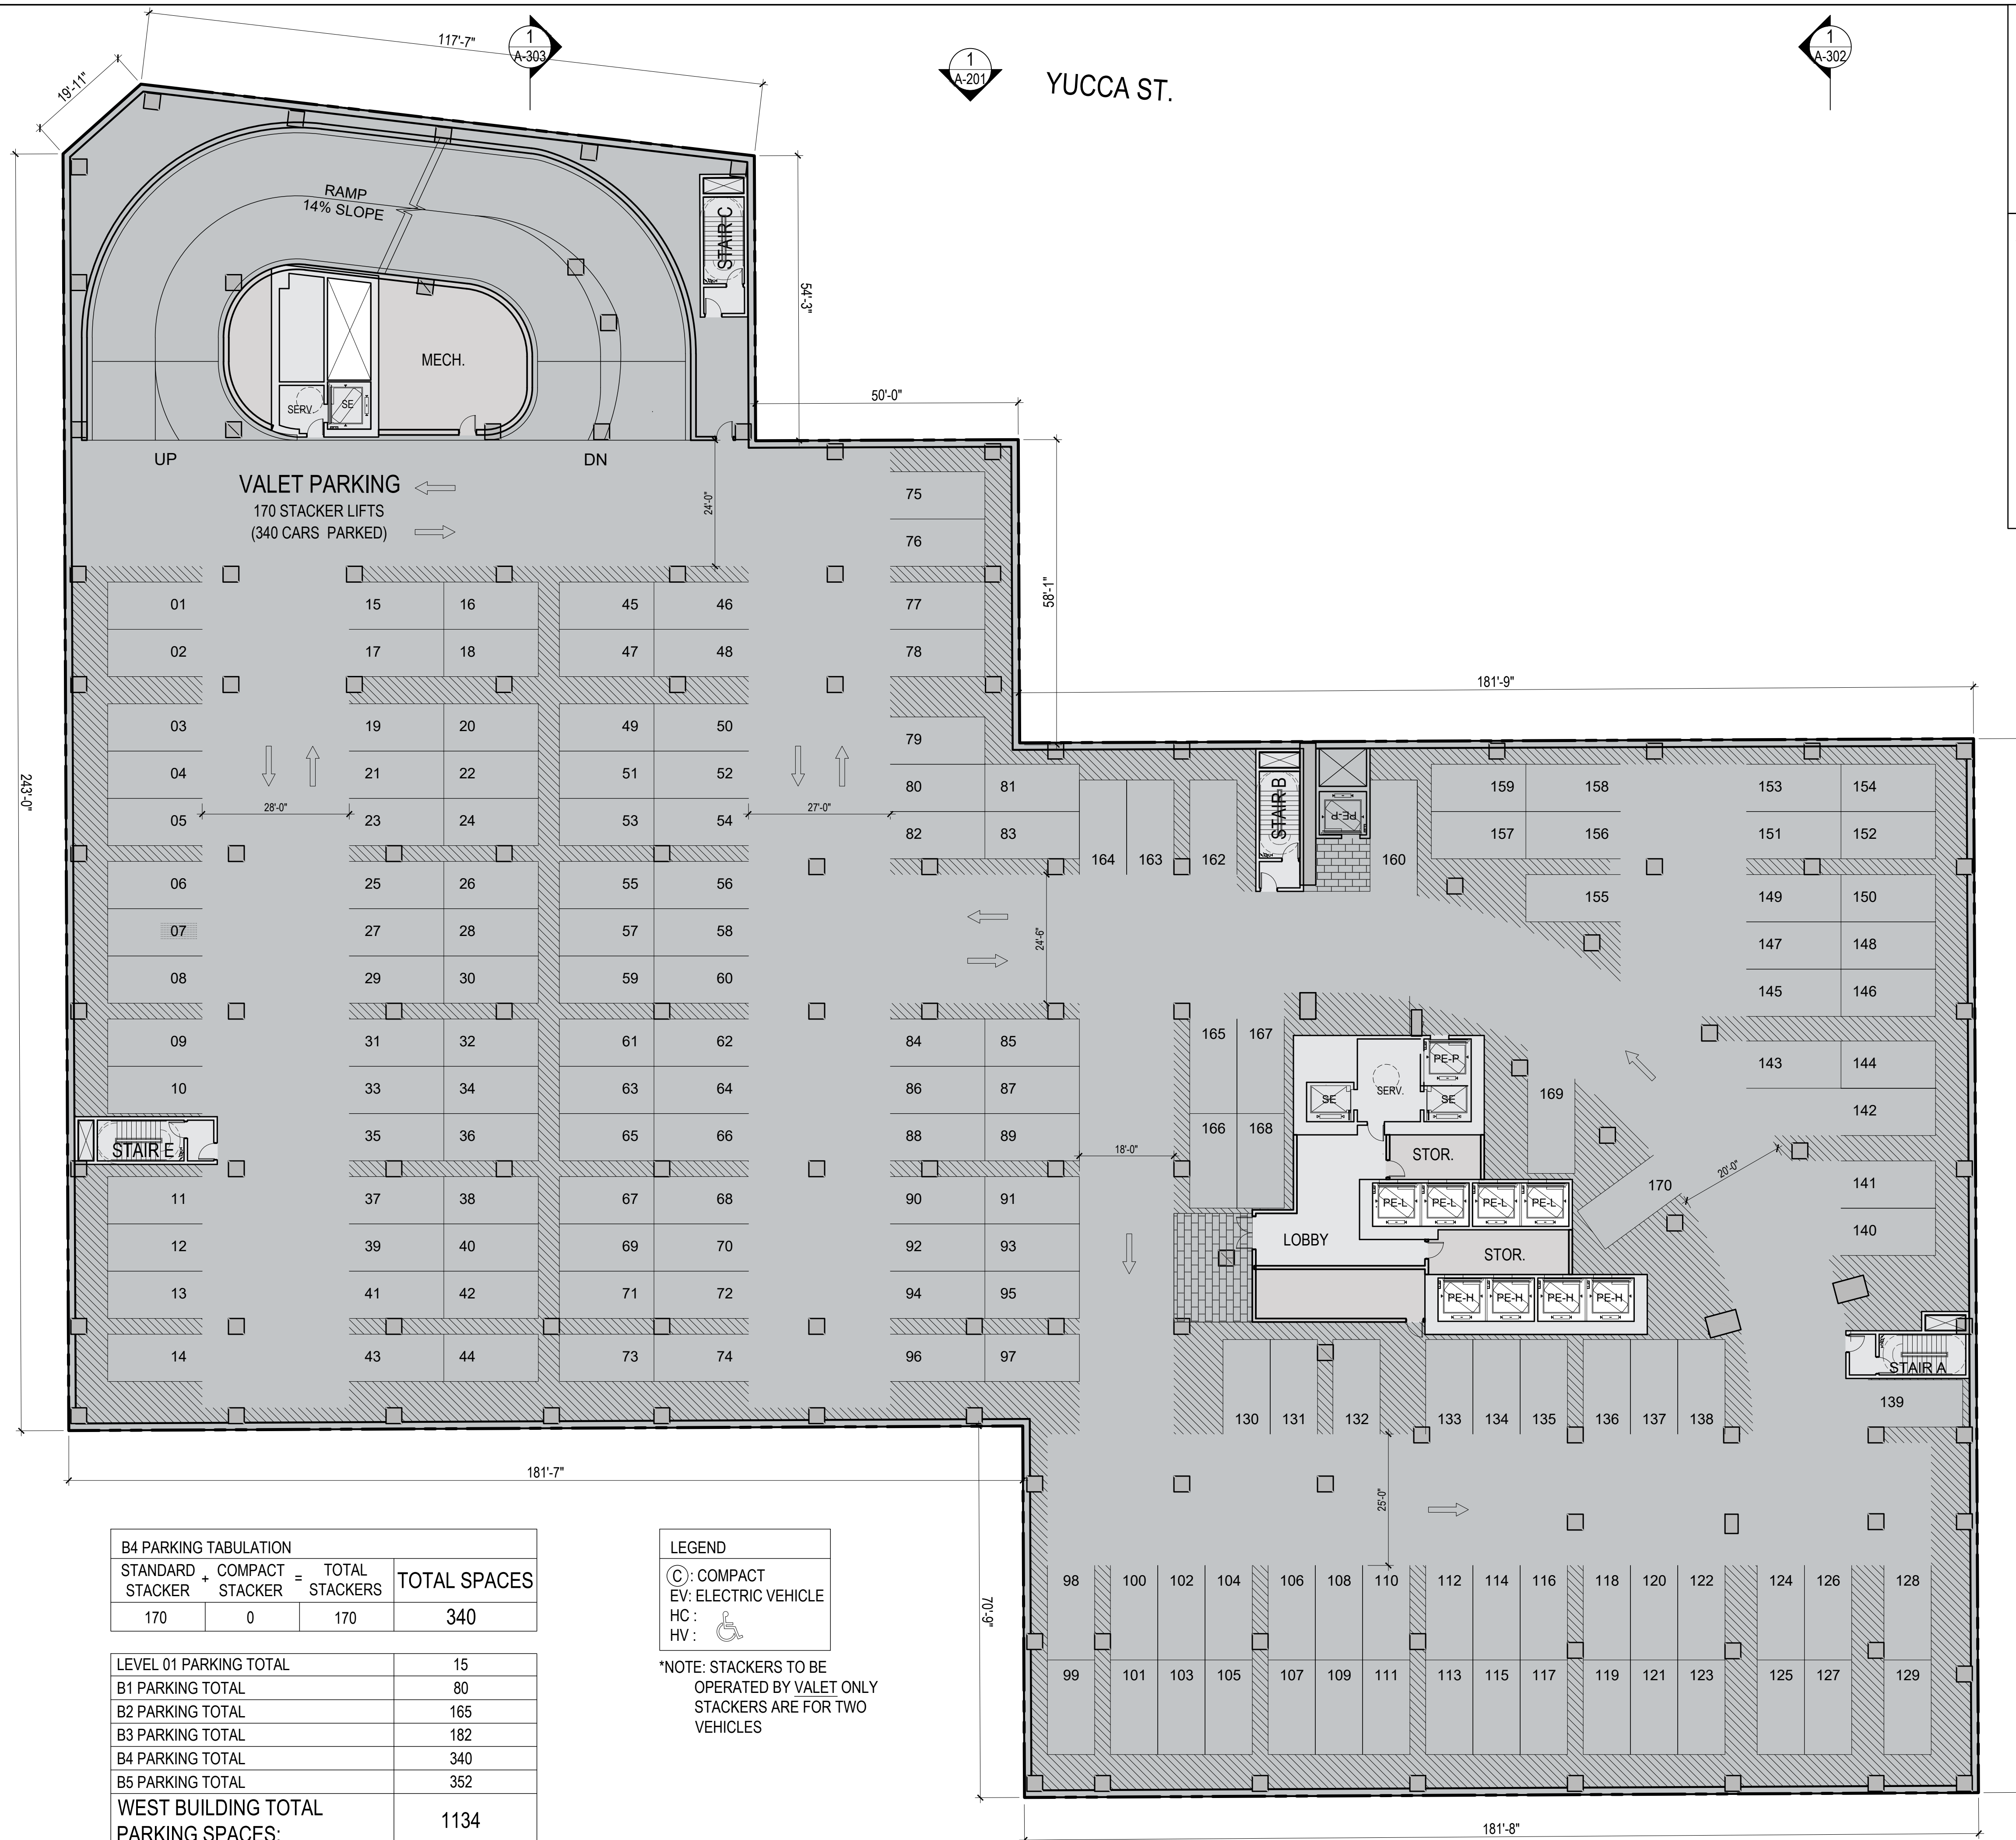 117'-7"
1
A-303
1
A-201
YUCCA ST.
1
A-302
19'-11"
RAMP
14% SLOPE
STAIR C
54'-3"
MECH.
SERV.
SE
50'-0"
UP
DN
VALET PARKING
170 STACKER LIFTS
(340 CARS PARKED)
24'-0"
58'-1"
181'-9"
243'-0"
75
76
01 15 16 45 46 77
02 17 18 47 48 78
03 19 20 49 50 79
04 21 22 51 52 80 81
05 23 24 53 54 82 83
28'-0"
27'-0"
164 163 162
STAIR B
PE-P
160
159 158 153 154
157 156 151 152
06 25 26 55 56
155 149 150
07 27 28 57 58
24'-6"
147 148
08 29 30 59 60
145 146
09 31 32 61 62 84 85
165 167
PE-P
SERV.
SE
SE
143 144
10 33 34 63 64 86 87
169
142
35 36 65 66 88 89
166 168
STAIR E
18'-0"
STOR.
20'-0"
170
141
11 37 38 67 68 90 91
PE-L PE-L PE-L PE-L
140
12 39 40 69 70 92 93
LOBBY
STOR.
13 41 42 71 72 94 95
PE-H PE-H PE-H PE-H
14 43 44 73 74 96 97
STAIR A
139
130 131 132 133 134 135 136 137 138
181'-7"
25'-0"
70'-9"
98 100 102 104 106 108 110 112 114 116 118 120 122 124 126 128
99 101 103 105 107 109 111 113 115 117 119 121 123 125 127 129
181'-8"
B4 PARKING TABULATION
STANDARD STACKER + COMPACT STACKER = TOTAL STACKERS TOTAL SPACES
170 0 170 340
LEVEL 01 PARKING TOTAL 15
B1 PARKING TOTAL 80
B2 PARKING TOTAL 165
B3 PARKING TOTAL 182
B4 PARKING TOTAL 340
B5 PARKING TOTAL 352
WEST BUILDING TOTAL
PARKING SPACES: 1134
LEGEND
C : COMPACT
EV: ELECTRIC VEHICLE
HC :
HV :
*NOTE: STACKERS TO BE
OPERATED BY VALET ONLY
STACKERS ARE FOR TWO
VEHICLES